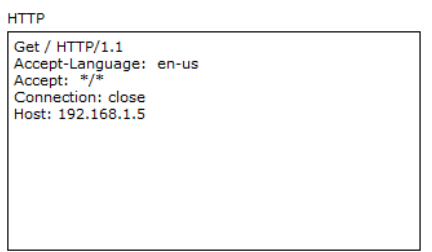 HTTP
Get / HTTP/1.1
Accept-Language:  en-us
Accept:  */*
Connection: close
Host: 192.168.1.5